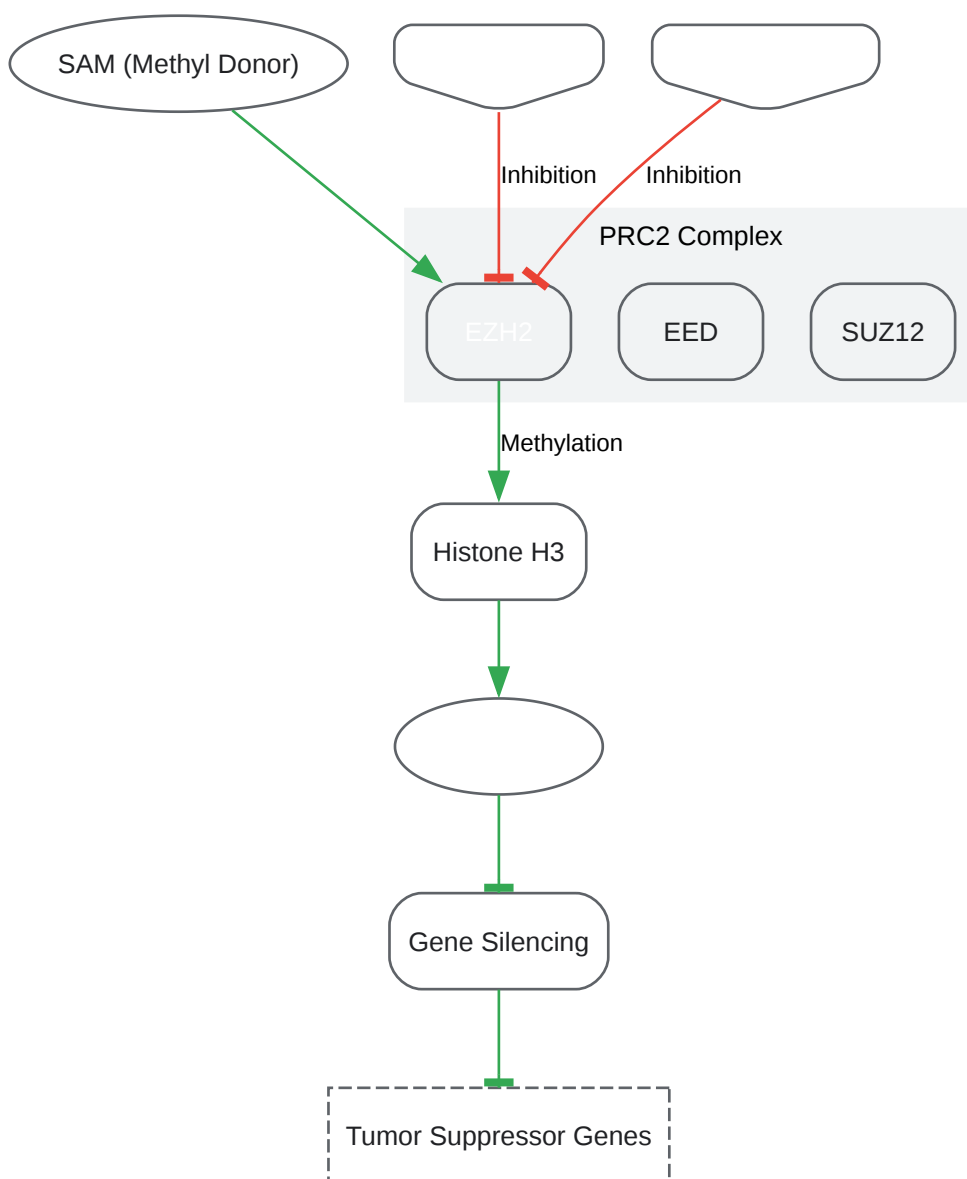 SAM (Methyl Donor)
Inhibition
Inhibition
PRC2 Complex
EZH2
EED
SUZ12
Methylation
Histone H3
Gene Silencing
Tumor Suppressor Genes